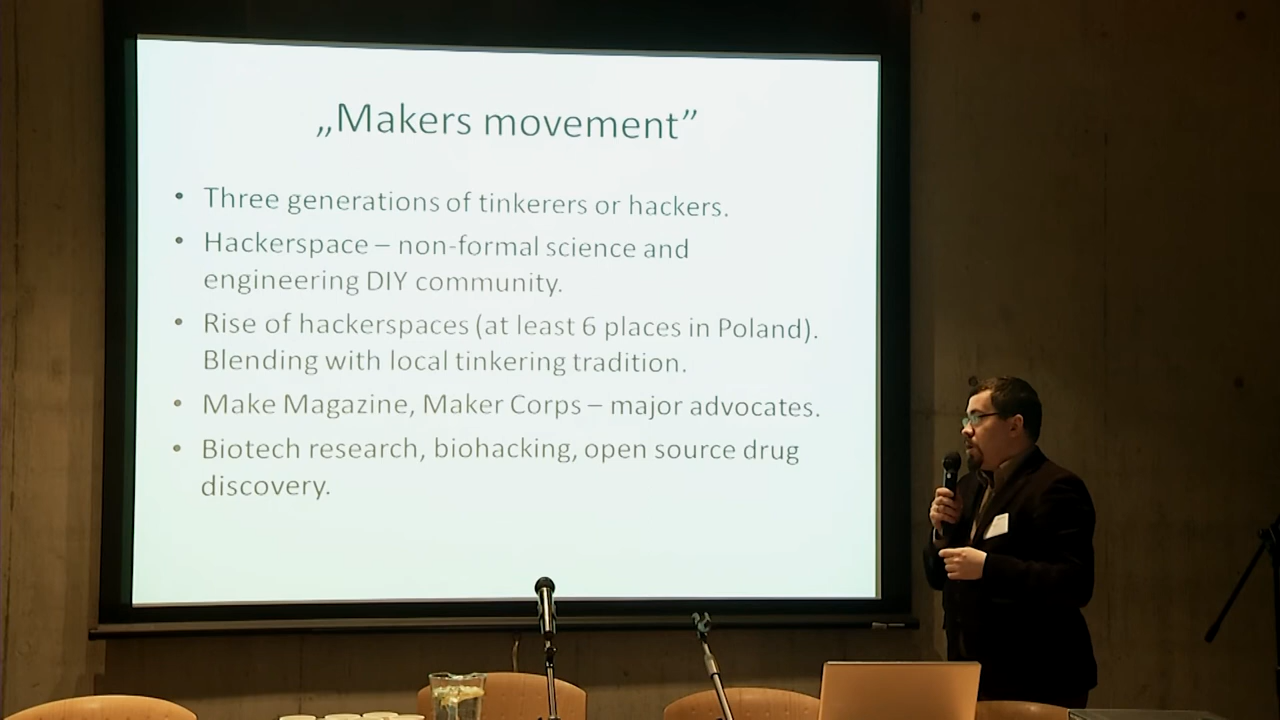 „Makers movement”
• Three generations of tinkerers or hackers.
• Hackerspace – non-formal science and
engineering DIY community.
• Rise of hackerspaces (at least 6 places in Poland).
Blending with local tinkering tradition.
• Make Magazine, Maker Corps – major advocates.
• Biotech research, biohacking, open source drug
discovery.